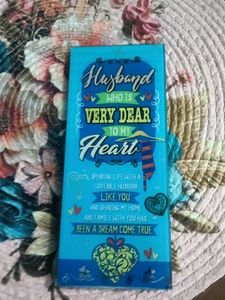 Husband
WHO IS
VERY DEAR
TO MY
Heart
SPENDING LIFE WITH A
LOVEABLE HUSBAND
LIKE YOU
AND SHARING MY HOME
AND FAMILY WITH YOU HAS
BEEN A DREAM COME TRUE